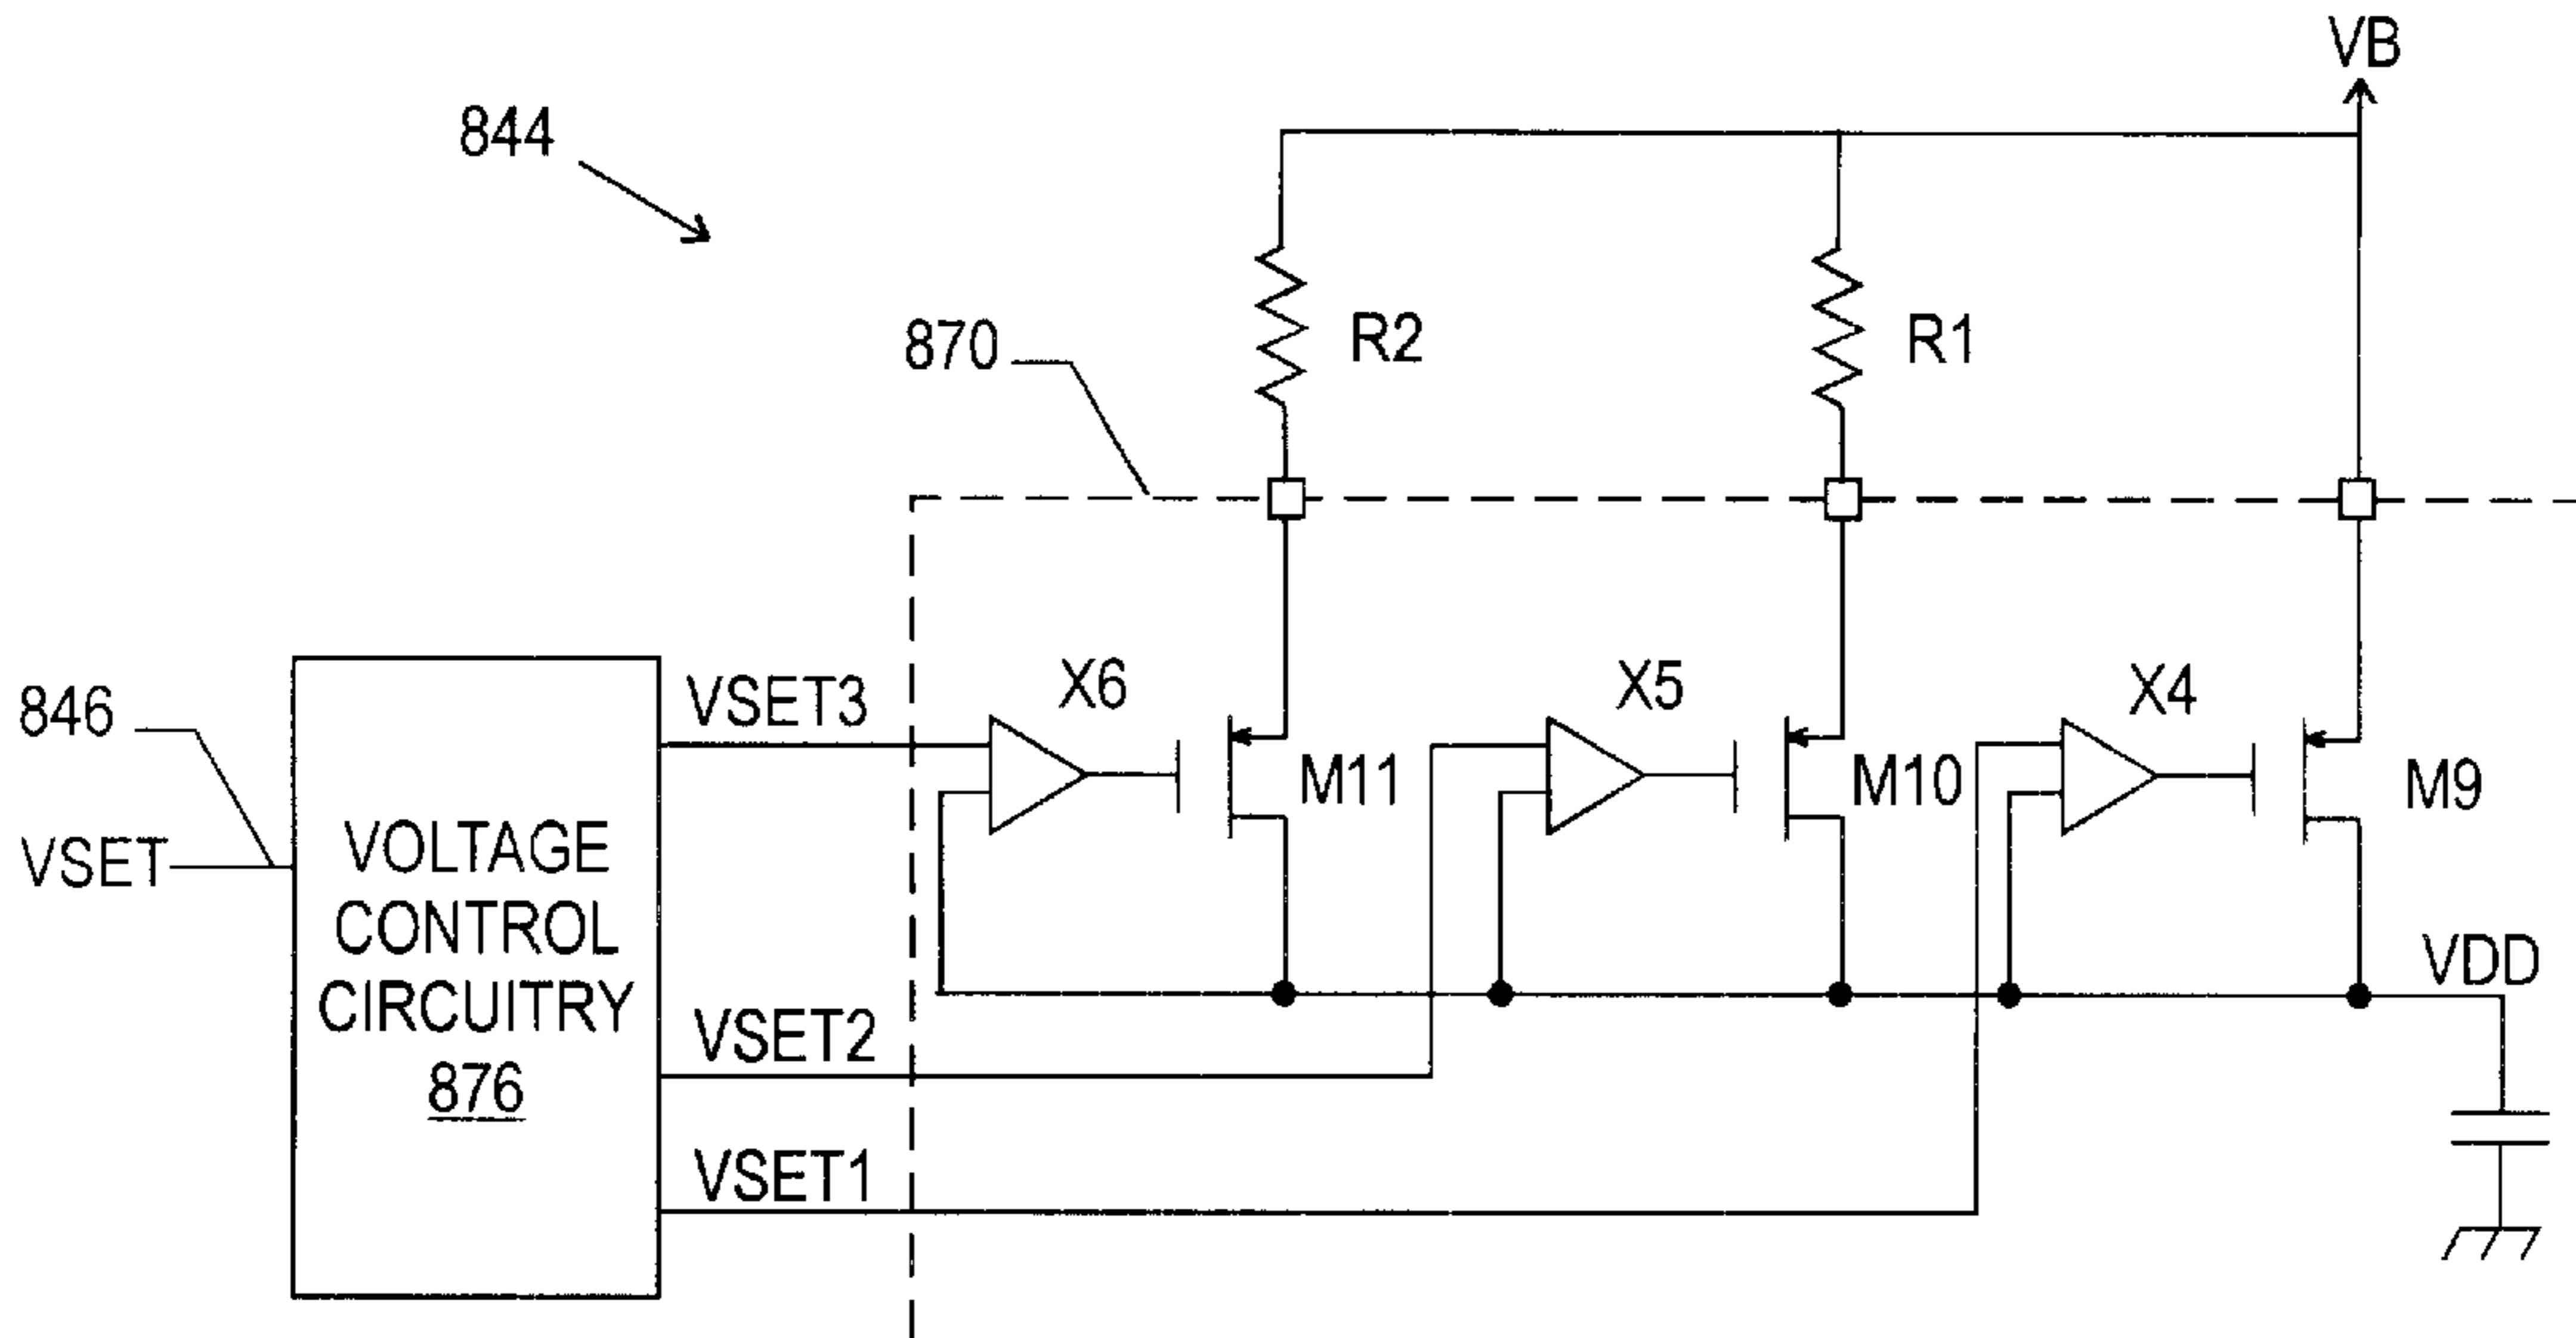 VB
844
R2
R1
870
X6
X5
X4
VSET3
846
M11
M10
M9
VSET
VOLTAGE
CONTROL
CIRCUITRY
876
VDD
VSET2
VSET1